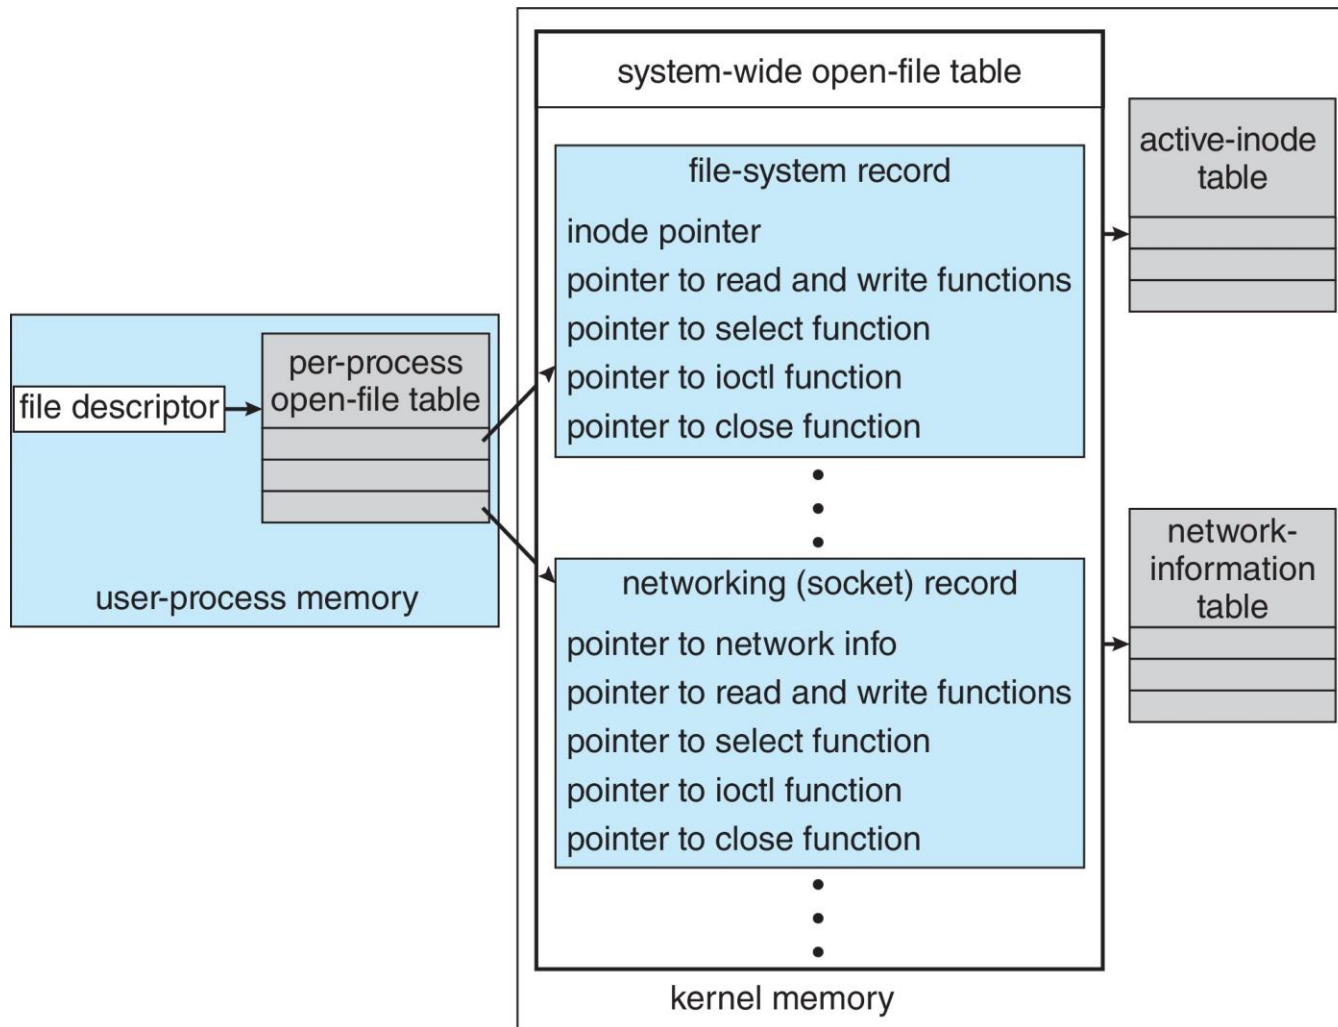 file descriptor
per-process
open-file table
user-process memory
system-wide open-file table
file-system record
inode pointer
pointer to read and write functions
pointer to select function
pointer to ioctl function
pointer to close function
networking (socket) record
pointer to network info
pointer to read and write functions
pointer to select function
pointer to ioctl function
pointer to close function
kernel memory
active-inode
table
network-
information
table